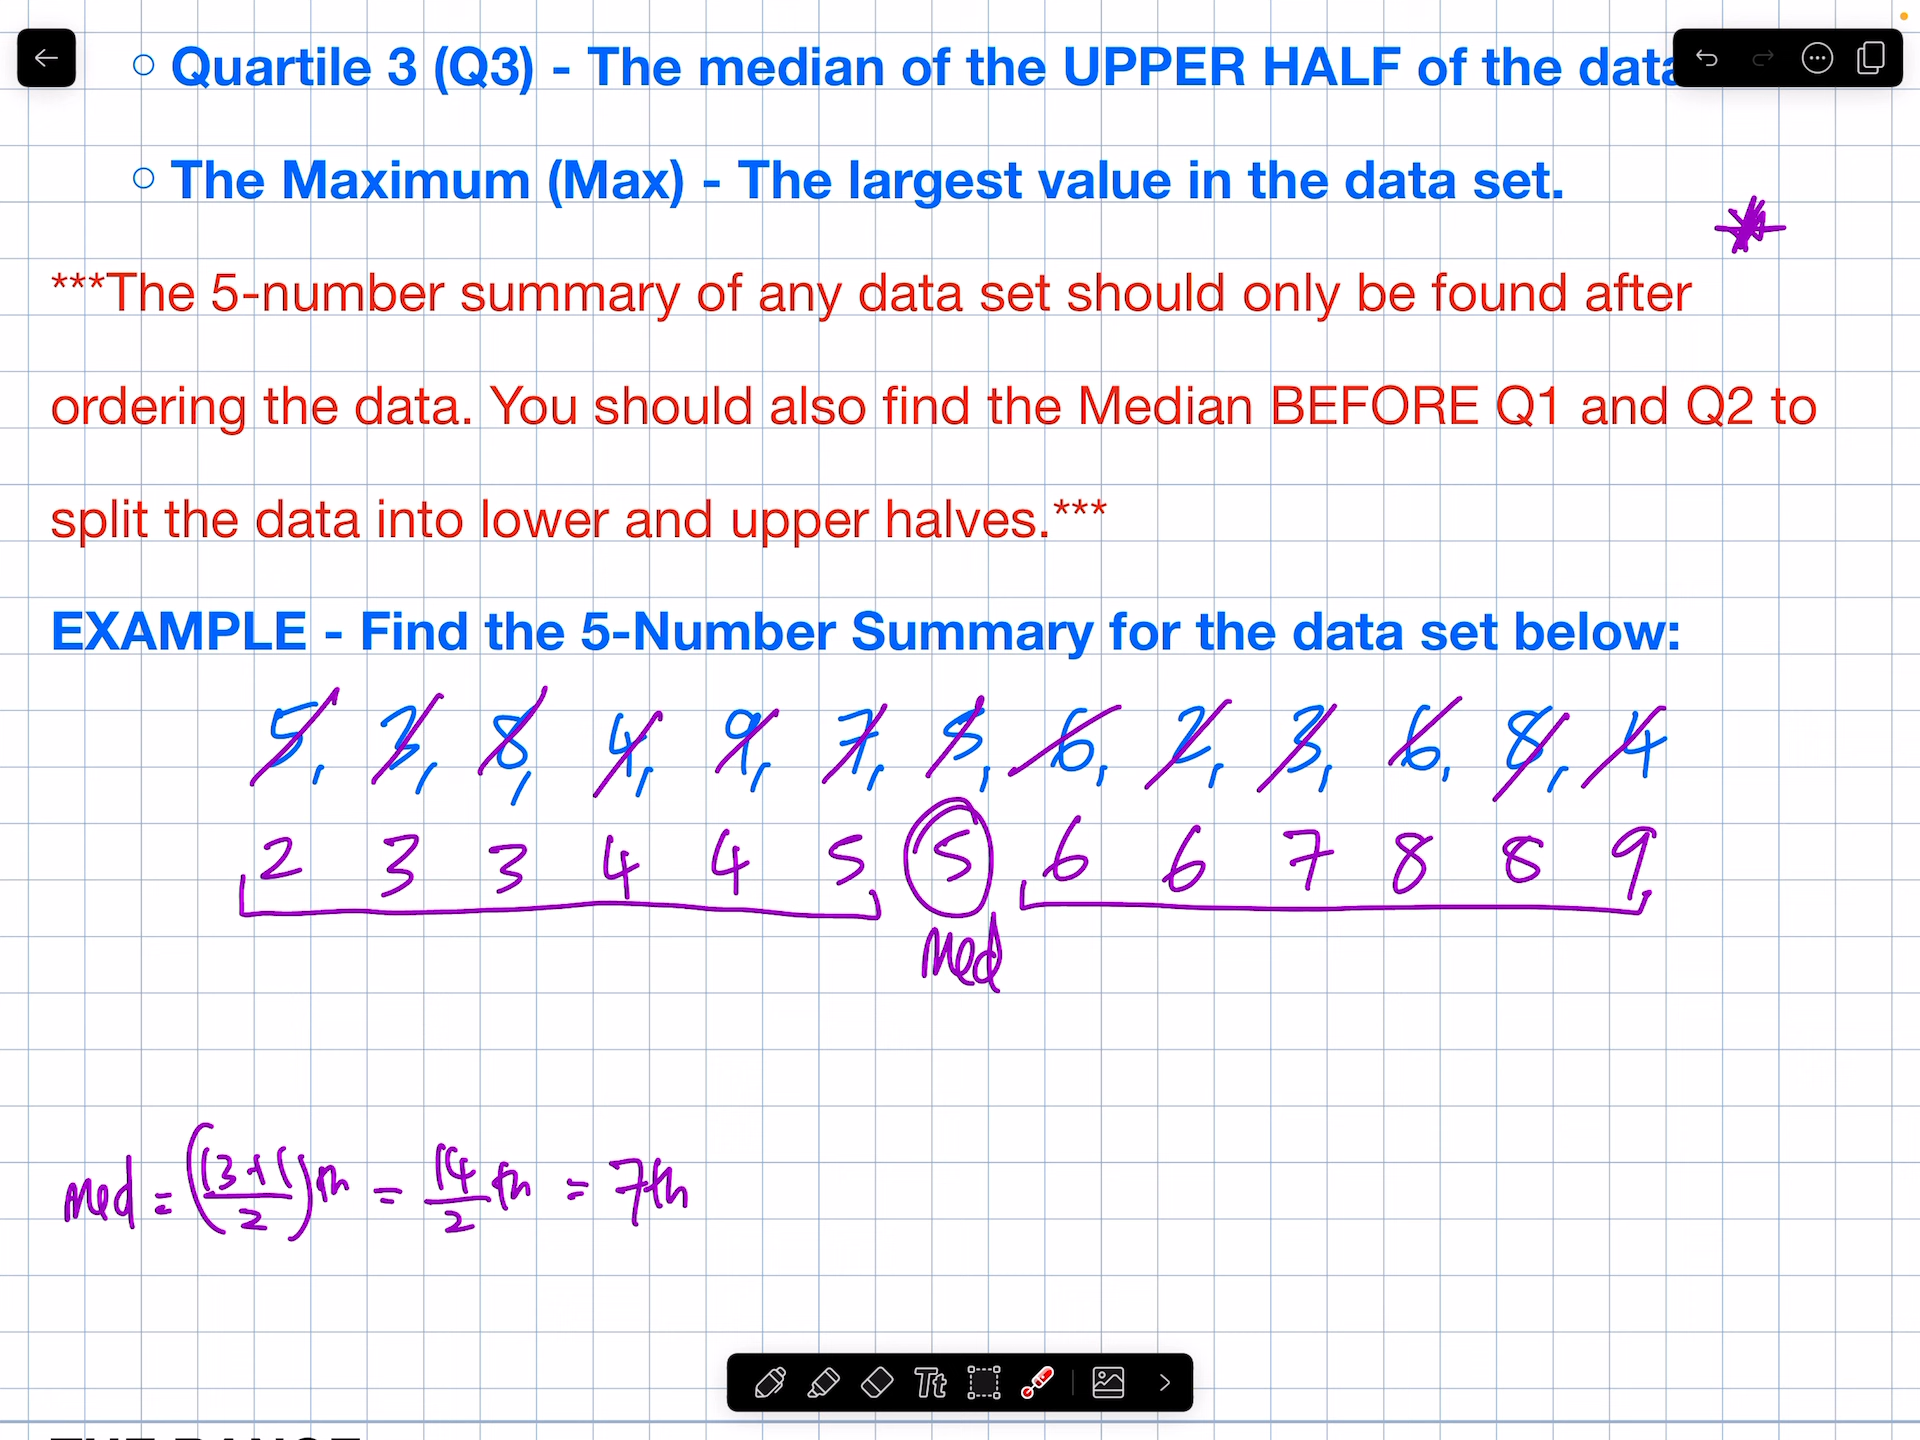 ○ Quartile 3 (Q3) - The median of the UPPER HALF of the data
○ The Maximum (Max) - The largest value in the data set.
***The 5-number summary of any data set should only be found after
ordering the data. You should also find the Median BEFORE Q1 and Q2 to
split the data into lower and upper halves.***
EXAMPLE - Find the 5-Number Summary for the data set below:
5, 3, 8, 4, 9, 7, 5, 6, 2, 3, 6, 8, 4
2 3 3 4 4 5 5 6 6 7 8 8 9
Med
Med = ((13+1)/2)th = 14/2 th = 7th
Tt